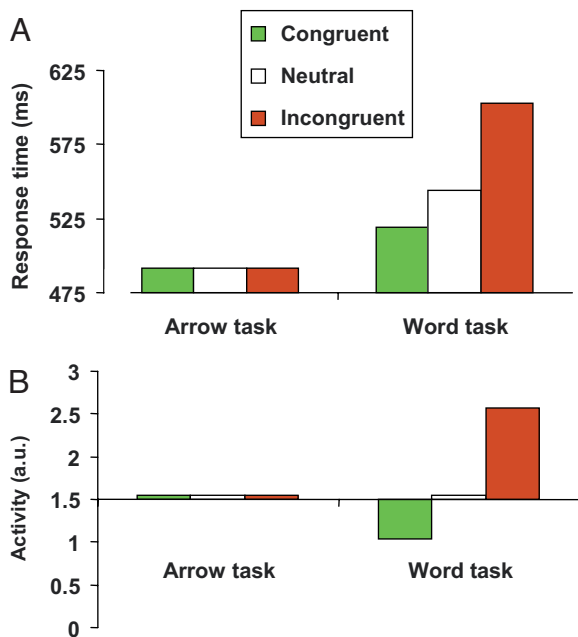 A
Congruent
Neutral
Incongruent
Response time (ms)
625
575
525
475
Arrow task Word task
B
Activity (a.u.)
3
2.5
2
1.5
1
0.5
0
Arrow task Word task